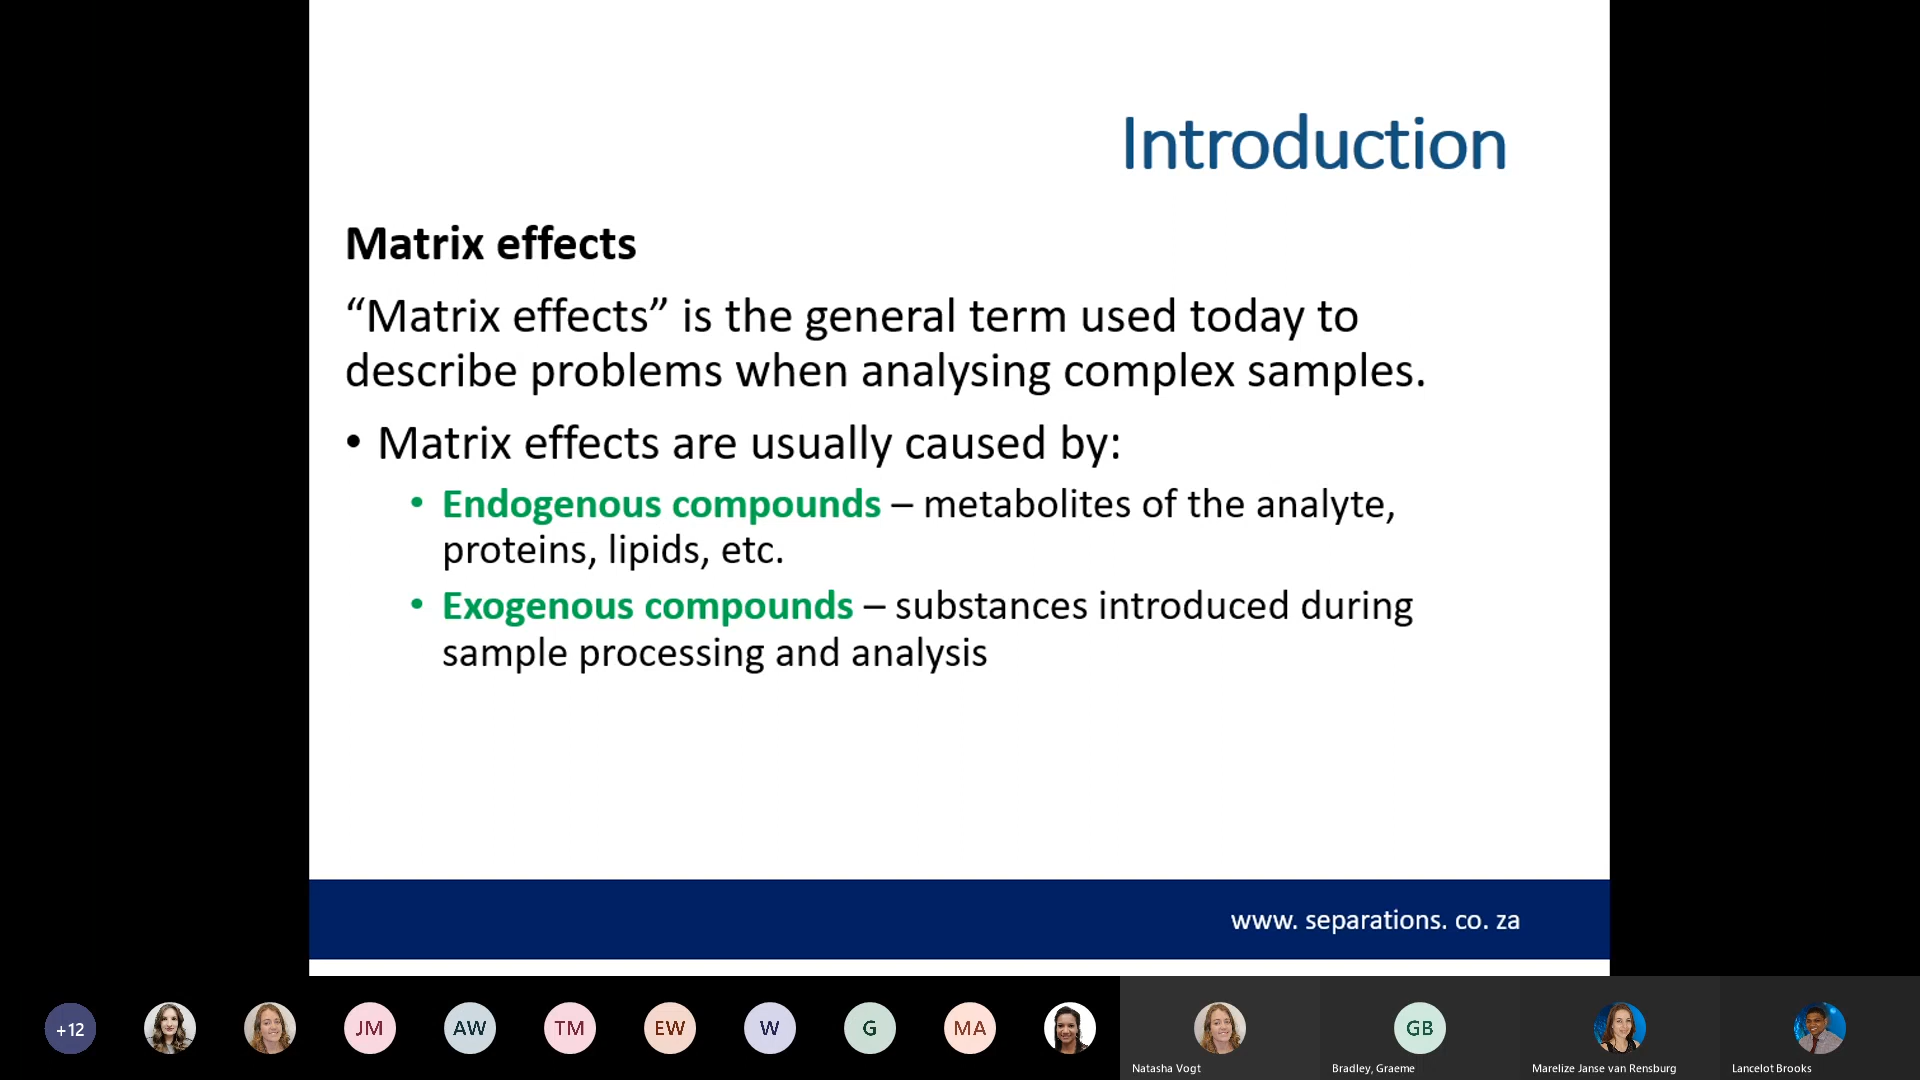 Introduction
Matrix effects
“Matrix effects” is the general term used today to
describe problems when analysing complex samples.
• Matrix effects are usually caused by:
• Endogenous compounds – metabolites of the analyte,
proteins, lipids, etc.
• Exogenous compounds – substances introduced during
sample processing and analysis
www. separations. co. za
+12
JM
AW
TM
EW
W
G
MA
GB
Natasha Vogt
Bradley, Graeme
Marelize Janse van Rensburg
Lancelot Brooks